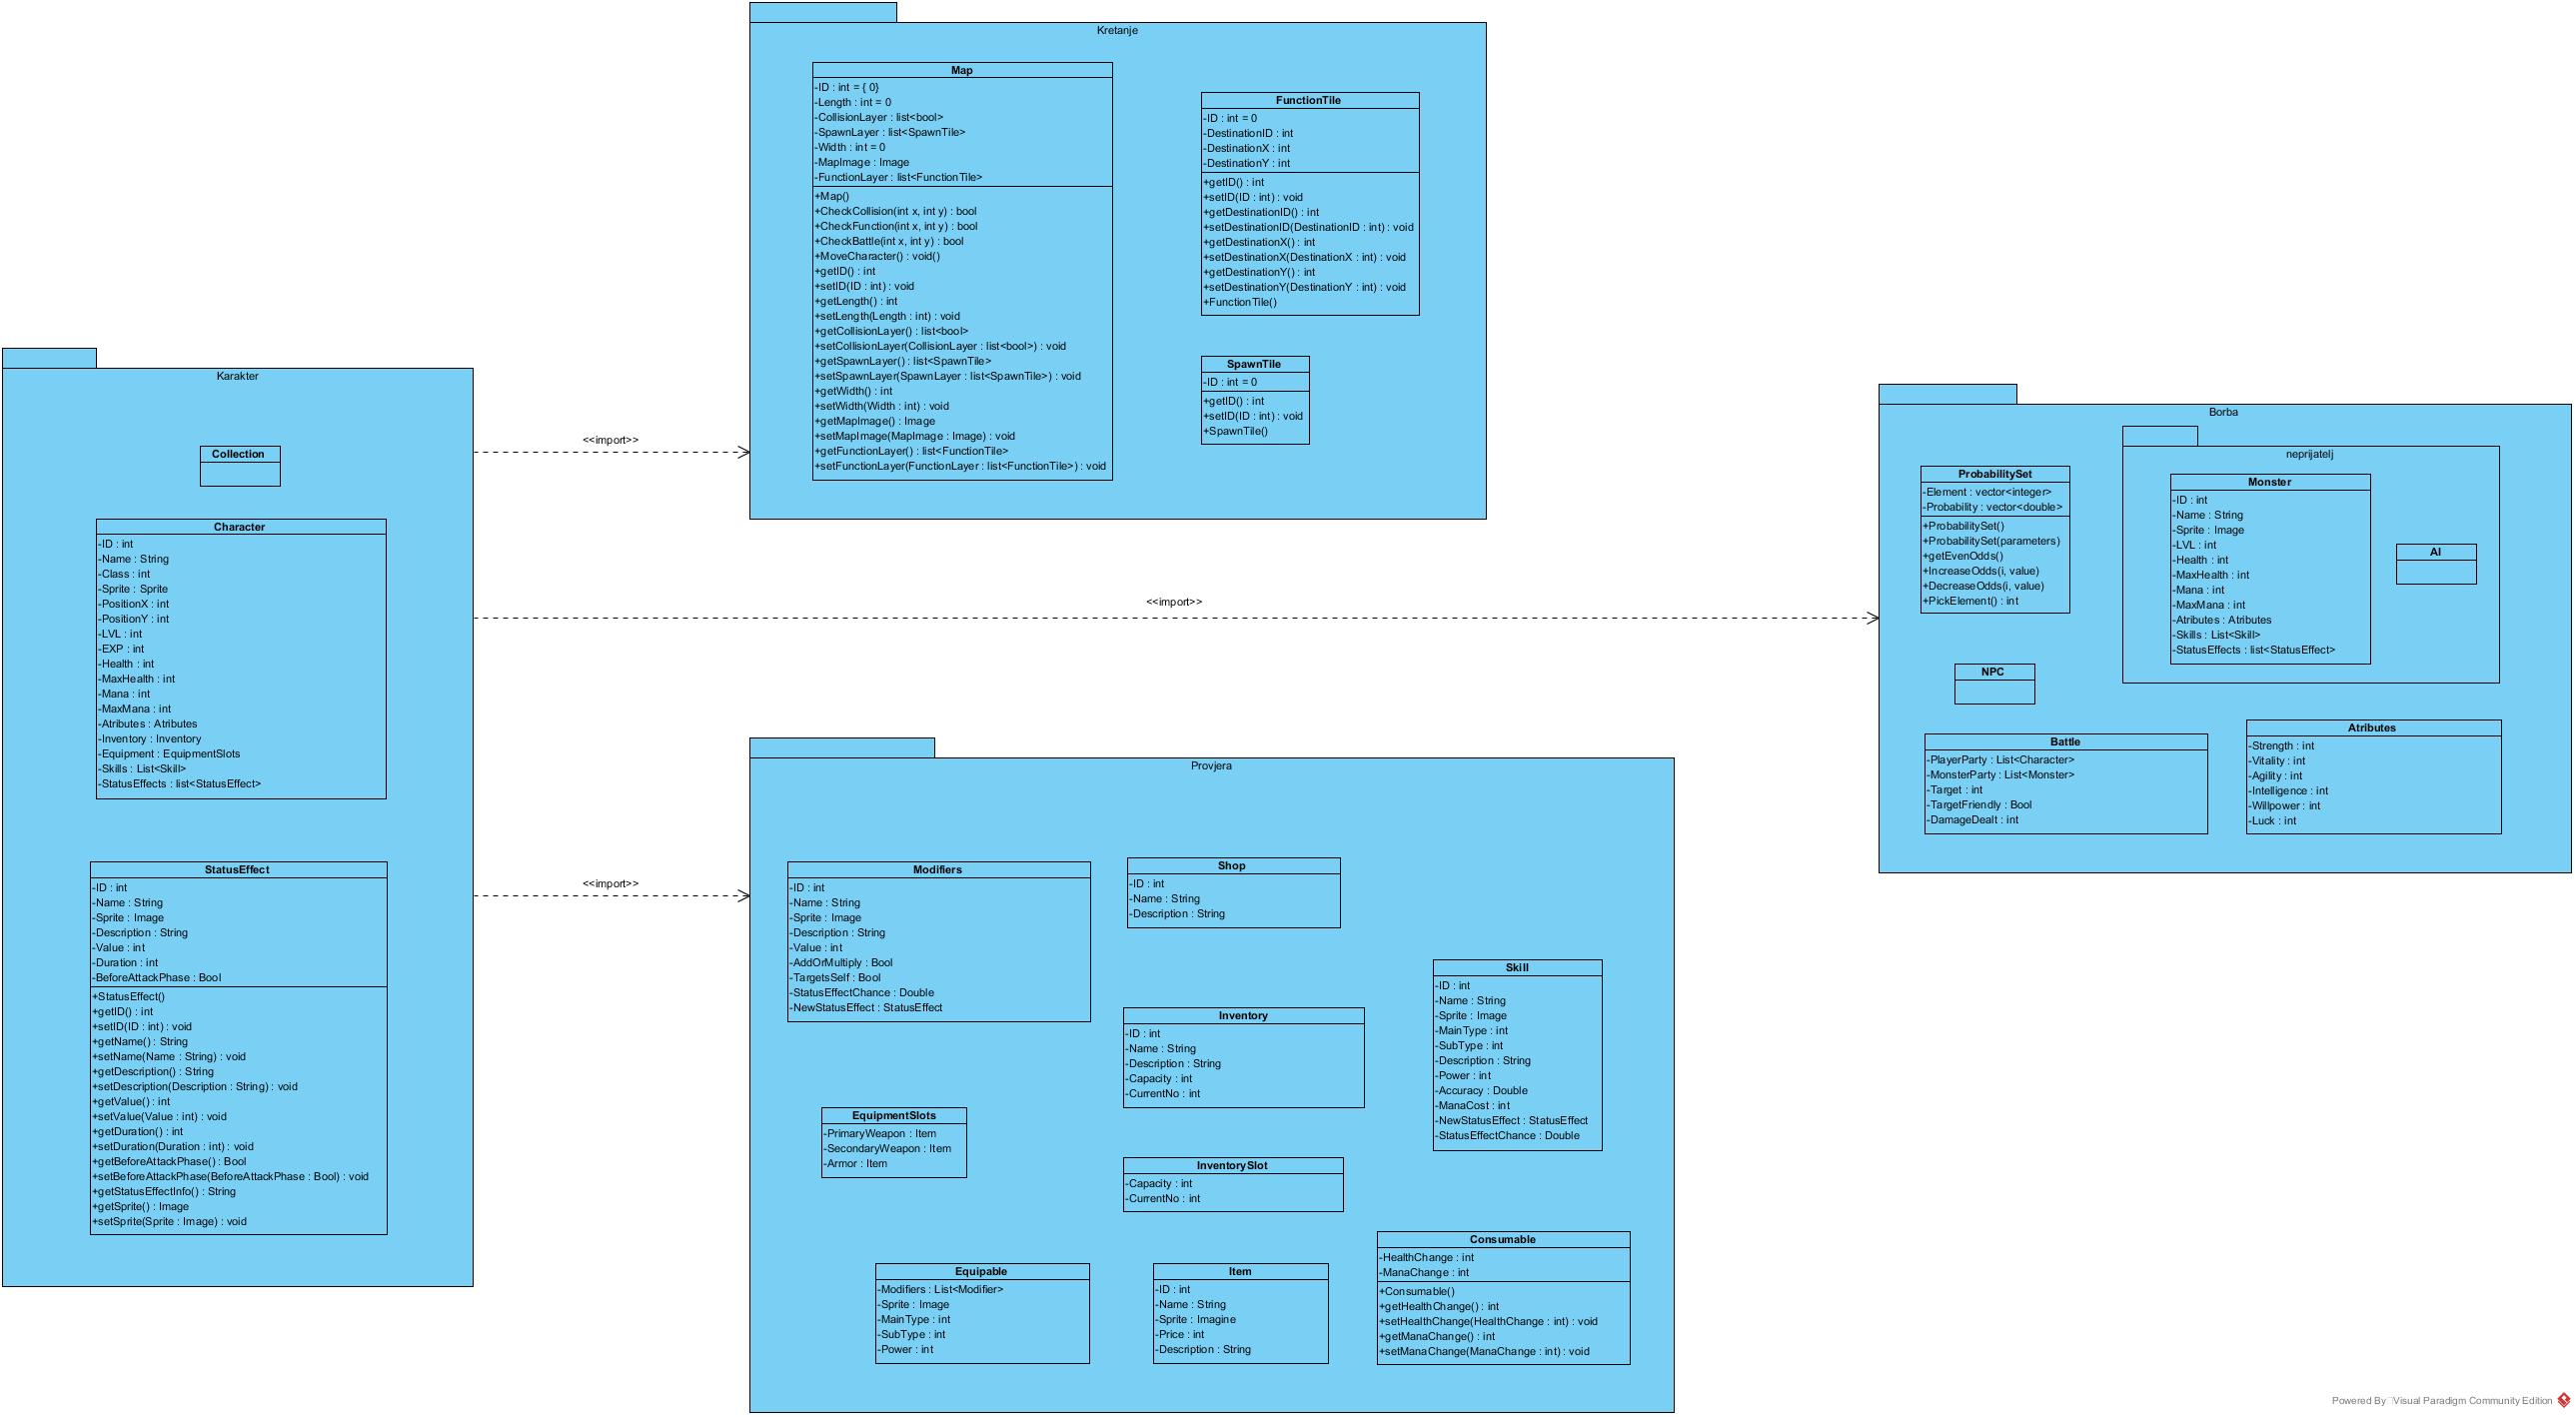 Kretanje
Map
-ID : int = { 0}
-Length : int = 0
-CollisionLayer : list<bool>
-SpawnLayer : list<SpawnTile>
-Width : int = 0
-MapImage : Image
-FunctionLayer : list<FunctionTile>
+Map()
+CheckCollision(int x, int y) : bool
+CheckFunction(int x, int y) : bool
+CheckBattle(int x, int y) : bool
+MoveCharacter() : void()
+getID() : int
+setID(ID : int) : void
+getLength() : int
+setLength(Length : int) : void
+getCollisionLayer() : list<bool>
+setCollisionLayer(CollisionLayer : list<bool>) : void
+getSpawnLayer() : list<SpawnTile>
+setSpawnLayer(SpawnLayer : list<SpawnTile>) : void
+getWidth() : int
+setWidth(Width : int) : void
+getMapImage() : Image
+setMapImage(MapImage : Image) : void
+getFunctionLayer() : list<FunctionTile>
+setFunctionLayer(FunctionLayer : list<FunctionTile>) : void
FunctionTile
-ID : int = 0
-DestinationID : int
-DestinationX : int
-DestinationY : int
+getID() : int
+setID(ID : int) : void
+getDestinationID() : int
+setDestinationID(DestinationID : int) : void
+getDestinationX() : int
+setDestinationX(DestinationX : int) : void
+getDestinationY() : int
+setDestinationY(DestinationY : int) : void
+FunctionTile()
SpawnTile
-ID : int = 0
+getID() : int
+setID(ID : int) : void
+SpawnTile()
Karakter
Collection
Character
-ID : int
-Name : String
-Class : int
-Sprite : Sprite
-PositionX : int
-PositionY : int
-LVL : int
-EXP : int
-Health : int
-MaxHealth : int
-Mana : int
-MaxMana : int
-Atributes : Atributes
-Inventory : Inventory
-Equipment : EquipmentSlots
-Skills : List<Skill>
-StatusEffects : list<StatusEffect>
StatusEffect
-ID : int
-Name : String
-Sprite : Image
-Description : String
-Value : int
-Duration : int
-BeforeAttackPhase : Bool
+StatusEffect()
+getID() : int
+setID(ID : int) : void
+getName() : String
+setName(Name : String) : void
+getDescription() : String
+setDescription(Description : String) : void
+getValue() : int
+setValue(Value : int) : void
+getDuration() : int
+setDuration(Duration : int) : void
+getBeforeAttackPhase() : Bool
+setBeforeAttackPhase(BeforeAttackPhase : Bool) : void
+getStatusEffectInfo() : String
+getSprite() : Image
+setSprite(Sprite : Image) : void
<<import>>
<<import>>
<<import>>
Borba
ProbabilitySet
-Element : vector<integer>
-Probability : vector<double>
+ProbabilitySet()
+ProbabilitySet(parameters)
+getEvenOdds()
+IncreaseOdds(i, value)
+DecreaseOdds(i, value)
+PickElement() : int
neprijatelj
Monster
-ID : int
-Name : String
-Sprite : Image
-LVL : int
-Health : int
-MaxHealth : int
-Mana : int
-MaxMana : int
-Atributes : Atributes
-Skills : List<Skill>
-StatusEffects : list<StatusEffect>
AI
NPC
Battle
-PlayerParty : List<Character>
-MonsterParty : List<Monster>
-Target : int
-TargetFriendly : Bool
-DamageDealt : int
Atributes
-Strength : int
-Vitality : int
-Agility : int
-Intelligence : int
-Willpower : int
-Luck : int
Provjera
Modifiers
-ID : int
-Name : String
-Sprite : Image
-Description : String
-Value : int
-AddOrMultiply : Bool
-TargetsSelf : Bool
-StatusEffectChance : Double
-NewStatusEffect : StatusEffect
Shop
-ID : int
-Name : String
-Description : String
Skill
-ID : int
-Name : String
-Sprite : Image
-MainType : int
-SubType : int
-Description : String
-Power : int
-Accuracy : Double
-ManaCost : int
-NewStatusEffect : StatusEffect
-StatusEffectChance : Double
Inventory
-ID : int
-Name : String
-Description : String
-Capacity : int
-CurrentNo : int
EquipmentSlots
-PrimaryWeapon : Item
-SecondaryWeapon : Item
-Armor : Item
InventorySlot
-Capacity : int
-CurrentNo : int
Equipable
-Modifiers : List<Modifier>
-Sprite : Image
-MainType : int
-SubType : int
-Power : int
Item
-ID : int
-Name : String
-Sprite : Imagine
-Price : int
-Description : String
Consumable
-HealthChange : int
-ManaChange : int
+Consumable()
+getHealthChange() : int
+setHealthChange(HealthChange : int) : void
+getManaChange() : int
+setManaChange(ManaChange : int) : void
Powered By Visual Paradigm Community Edition